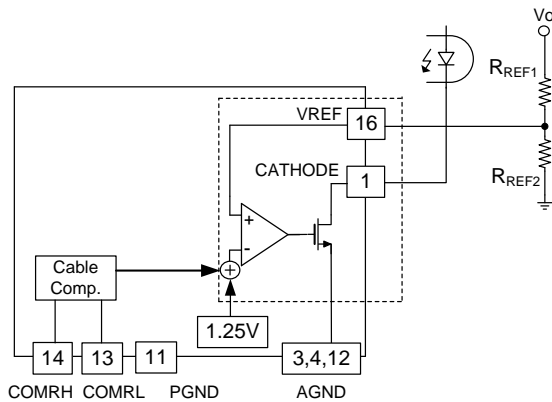 Vo
RREF1
VREF
16
CATHODE
1
RREF2
+
-
Cable
Comp.
+
1.25V
14
13
11
3,4,12
COMRH
COMRL
PGND
AGND